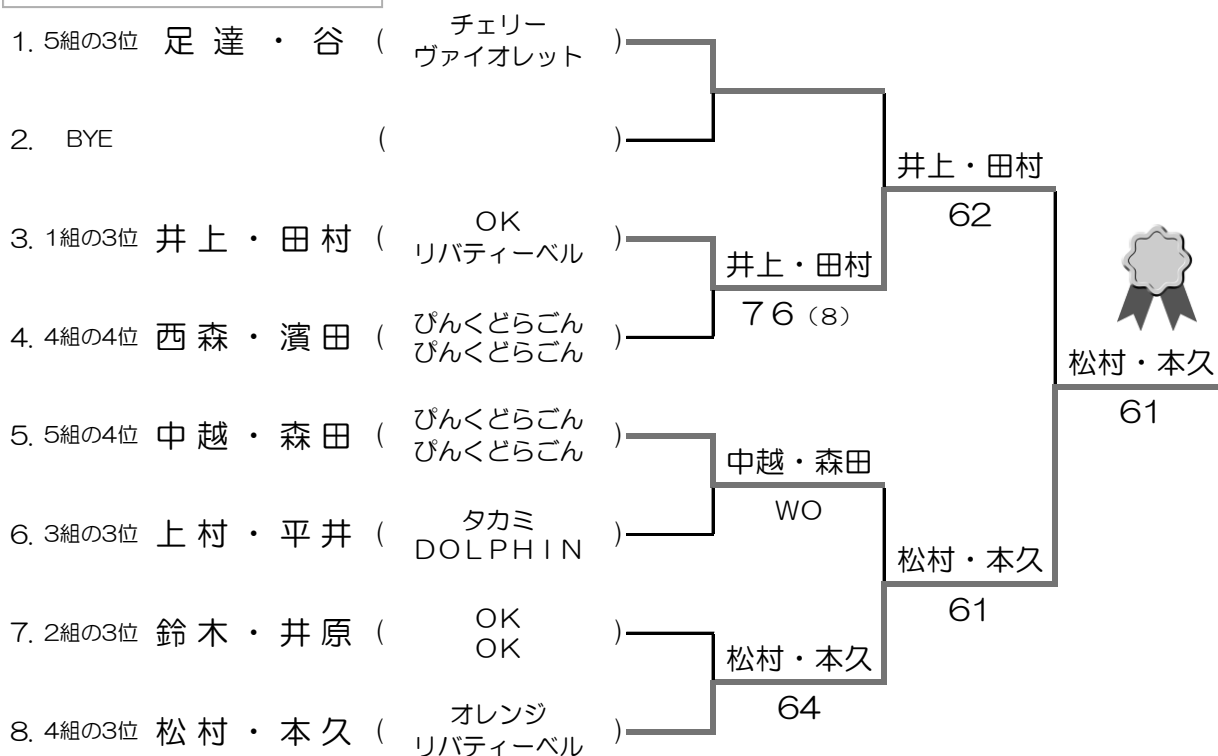 1. 5組の3位 足 達 ・ 谷 ( チェリー
ヴァイオレット )
2. BYE ( )
井上・田村
62
3. 1組の3位 井 上 ・ 田 村 ( OK
リバティーベル )
井上・田村
76(8)
4. 4組の4位 西 森 ・ 濱 田 ( ぴんくどらごん
ぴんくどらごん )
松村・本久
61
5. 5組の4位 中 越 ・ 森 田 ( ぴんくどらごん
ぴんくどらごん )
中越・森田
WO
6. 3組の3位 上 村 ・ 平 井 ( タカミ
DOLPHIN )
松村・本久
61
7. 2組の3位 鈴 木 ・ 井 原 ( OK
OK )
松村・本久
64
8. 4組の3位 松 村 ・ 本 久 ( オレンジ
リバティーベル )